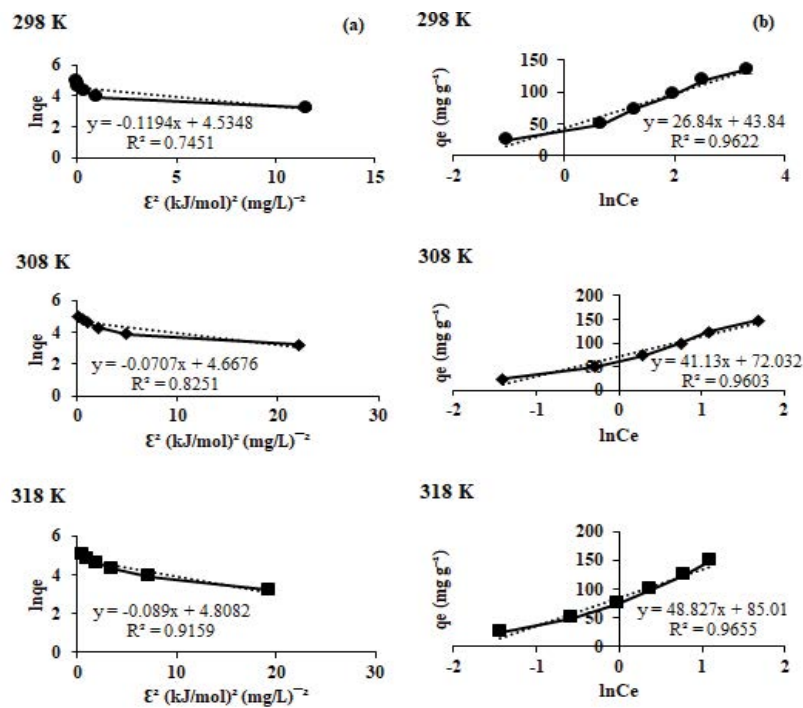 298 K
(a)
lnqe
6
4
2
0
y = -0.1194x + 4.5348
R² = 0.7451
0
5
10
15
Ɛ² (kJ/mol)² (mg/L)⁻²
298 K
(b)
qe (mg g⁻¹)
150
100
50
0
y = 26.84x + 43.84
R² = 0.9622
-2
0
2
4
lnCe
308 K
lnqe
6
4
2
0
y = -0.0707x + 4.6676
R² = 0.8251
0
10
20
30
Ɛ² (kJ/mol)² (mg/L)⁻²
308 K
qe (mg g⁻¹)
200
150
100
50
0
y = 41.13x + 72.032
R² = 0.9603
-2
-1
0
1
2
lnCe
318 K
lnqe
6
4
2
0
y = -0.089x + 4.8082
R² = 0.9159
0
10
20
30
Ɛ² (kJ/mol)² (mg/L)⁻²
318 K
qe (mg g⁻¹)
200
150
100
50
0
y = 48.827x + 85.01
R² = 0.9655
-2
-1
0
1
2
lnCe